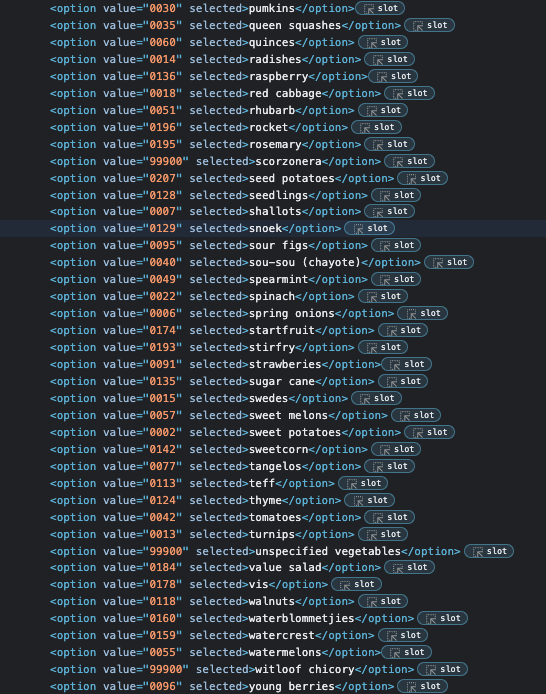 <option value="0030" selected>pumkins</option> slot
<option value="0035" selected>queen squashes</option> slot
<option value="0060" selected>quinces</option> slot
<option value="0014" selected>radishes</option> slot
<option value="0136" selected>raspberry</option> slot
<option value="0018" selected>red cabbage</option> slot
<option value="0051" selected>rhubarb</option> slot
<option value="0196" selected>rocket</option> slot
<option value="0195" selected>rosemary</option> slot
<option value="99900" selected>scorzonera</option> slot
<option value="0207" selected>seed potatoes</option> slot
<option value="0128" selected>seedlings</option> slot
<option value="0007" selected>shallots</option> slot
<option value="0129" selected>snoek</option> slot
<option value="0095" selected>sour figs</option> slot
<option value="0040" selected>sou-sou (chayote)</option> slot
<option value="0049" selected>spearmint</option> slot
<option value="0022" selected>spinach</option> slot
<option value="0006" selected>spring onions</option> slot
<option value="0174" selected>startfruit</option> slot
<option value="0193" selected>stirfry</option> slot
<option value="0091" selected>strawberries</option> slot
<option value="0135" selected>sugar cane</option> slot
<option value="0015" selected>swedes</option> slot
<option value="0057" selected>sweet melons</option> slot
<option value="0002" selected>sweet potatoes</option> slot
<option value="0142" selected>sweetcorn</option> slot
<option value="0077" selected>tangelos</option> slot
<option value="0113" selected>teff</option> slot
<option value="0124" selected>thyme</option> slot
<option value="0042" selected>tomatoes</option> slot
<option value="0013" selected>turnips</option> slot
<option value="99900" selected>unspecified vegetables</option> slot
<option value="0184" selected>value salad</option> slot
<option value="0178" selected>vis</option> slot
<option value="0118" selected>walnuts</option> slot
<option value="0160" selected>waterblommetjies</option> slot
<option value="0159" selected>watercrest</option> slot
<option value="0055" selected>watermelons</option> slot
<option value="99900" selected>witloof chicory</option> slot
<option value="0096" selected>young berries</option> slot